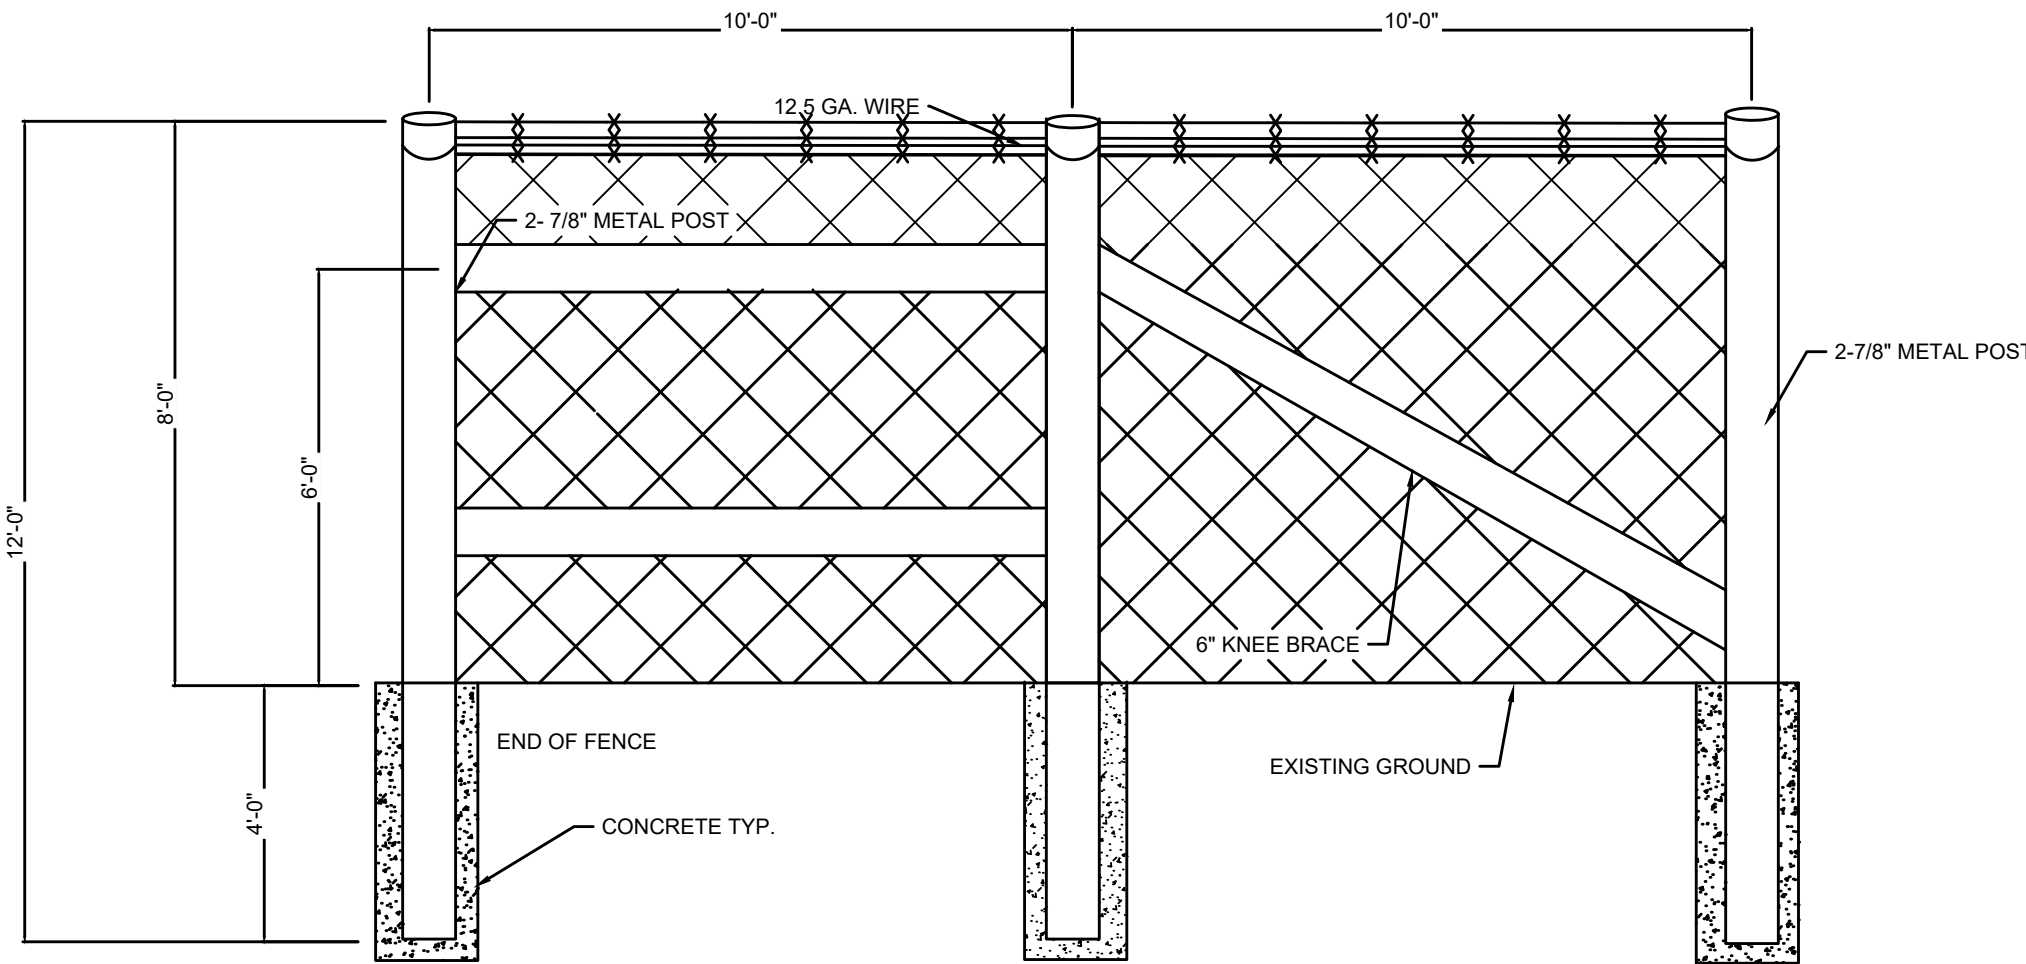 10'-0"
10'-0"
12.5 GA. WIRE
2- 7/8" METAL POST
2-7/8" METAL POST
8'-0"
6'-0"
12'-0"
6" KNEE BRACE
END OF FENCE
EXISTING GROUND
4'-0"
CONCRETE TYP.